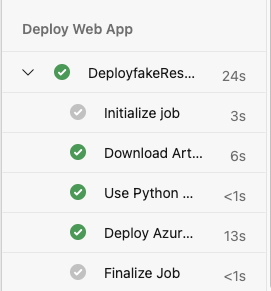 Deploy Web App
DeployfakeRes... 24s
Initialize job 3s
Download Art... 6s
Use Python ... <1s
Deploy Azur... 13s
Finalize Job <1s